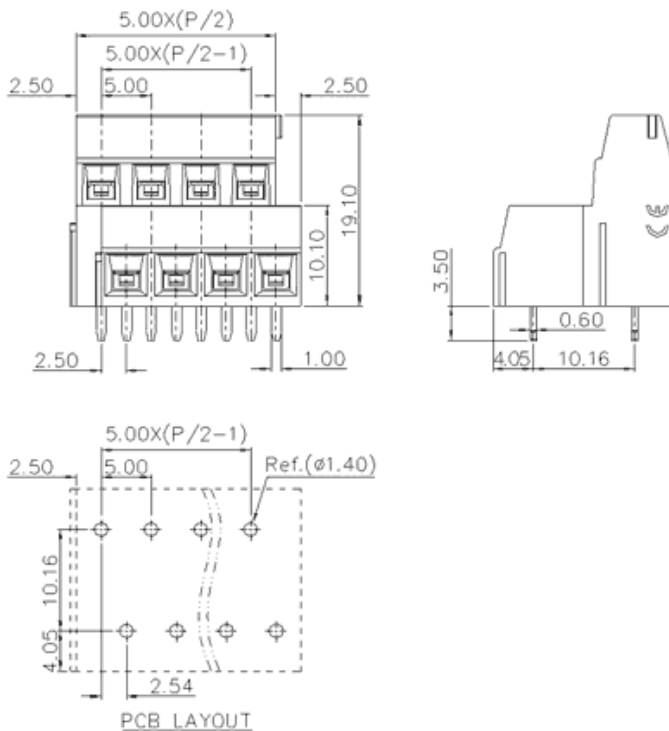 5.00X(P/2)
5.00X(P/2-1)
2.50 5.00 2.50
19.10
10.10
2.50 1.00
3.50
0.60
4.05 10.16
CE
5.00X(P/2-1)
2.50 5.00 Ref.(ø1.40)
10.16
4.05
2.54
PCB LAYOUT